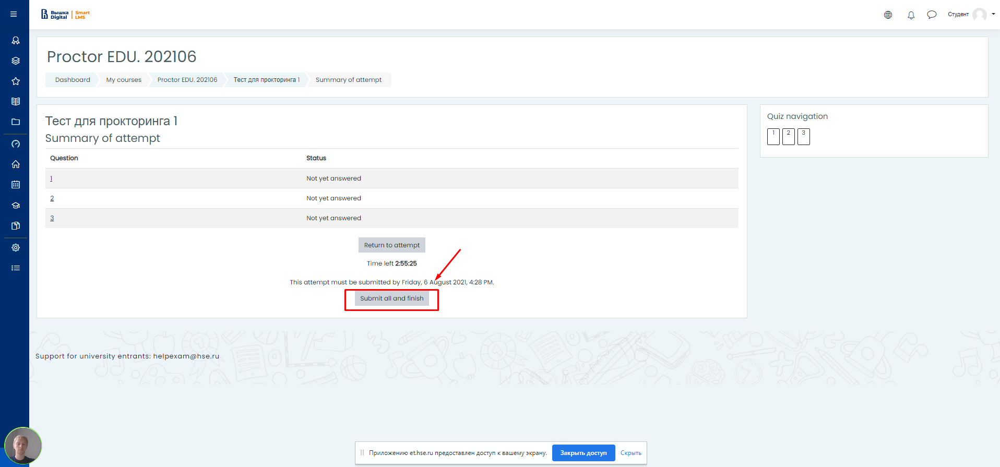 Вышка
Digital
Smart
LMS
Студент
Proctor EDU. 202106
Dashboard
My courses
Proctor EDU. 202106
Тест для прокторинга 1
Summary of attempt
Тест для прокторинга 1
Summary of attempt
Question Status
1 Not yet answered
2 Not yet answered
3 Not yet answered
Return to attempt
Time left 2:55:25
This attempt must be submitted by Friday, 6 August 2021, 4:28 PM.
Submit all and finish
Quiz navigation
1 2 3
Support for university entrants: helpexam@hse.ru
Приложению et.hse.ru предоставлен доступ к вашему экрану. Закрыть доступ Скрыть